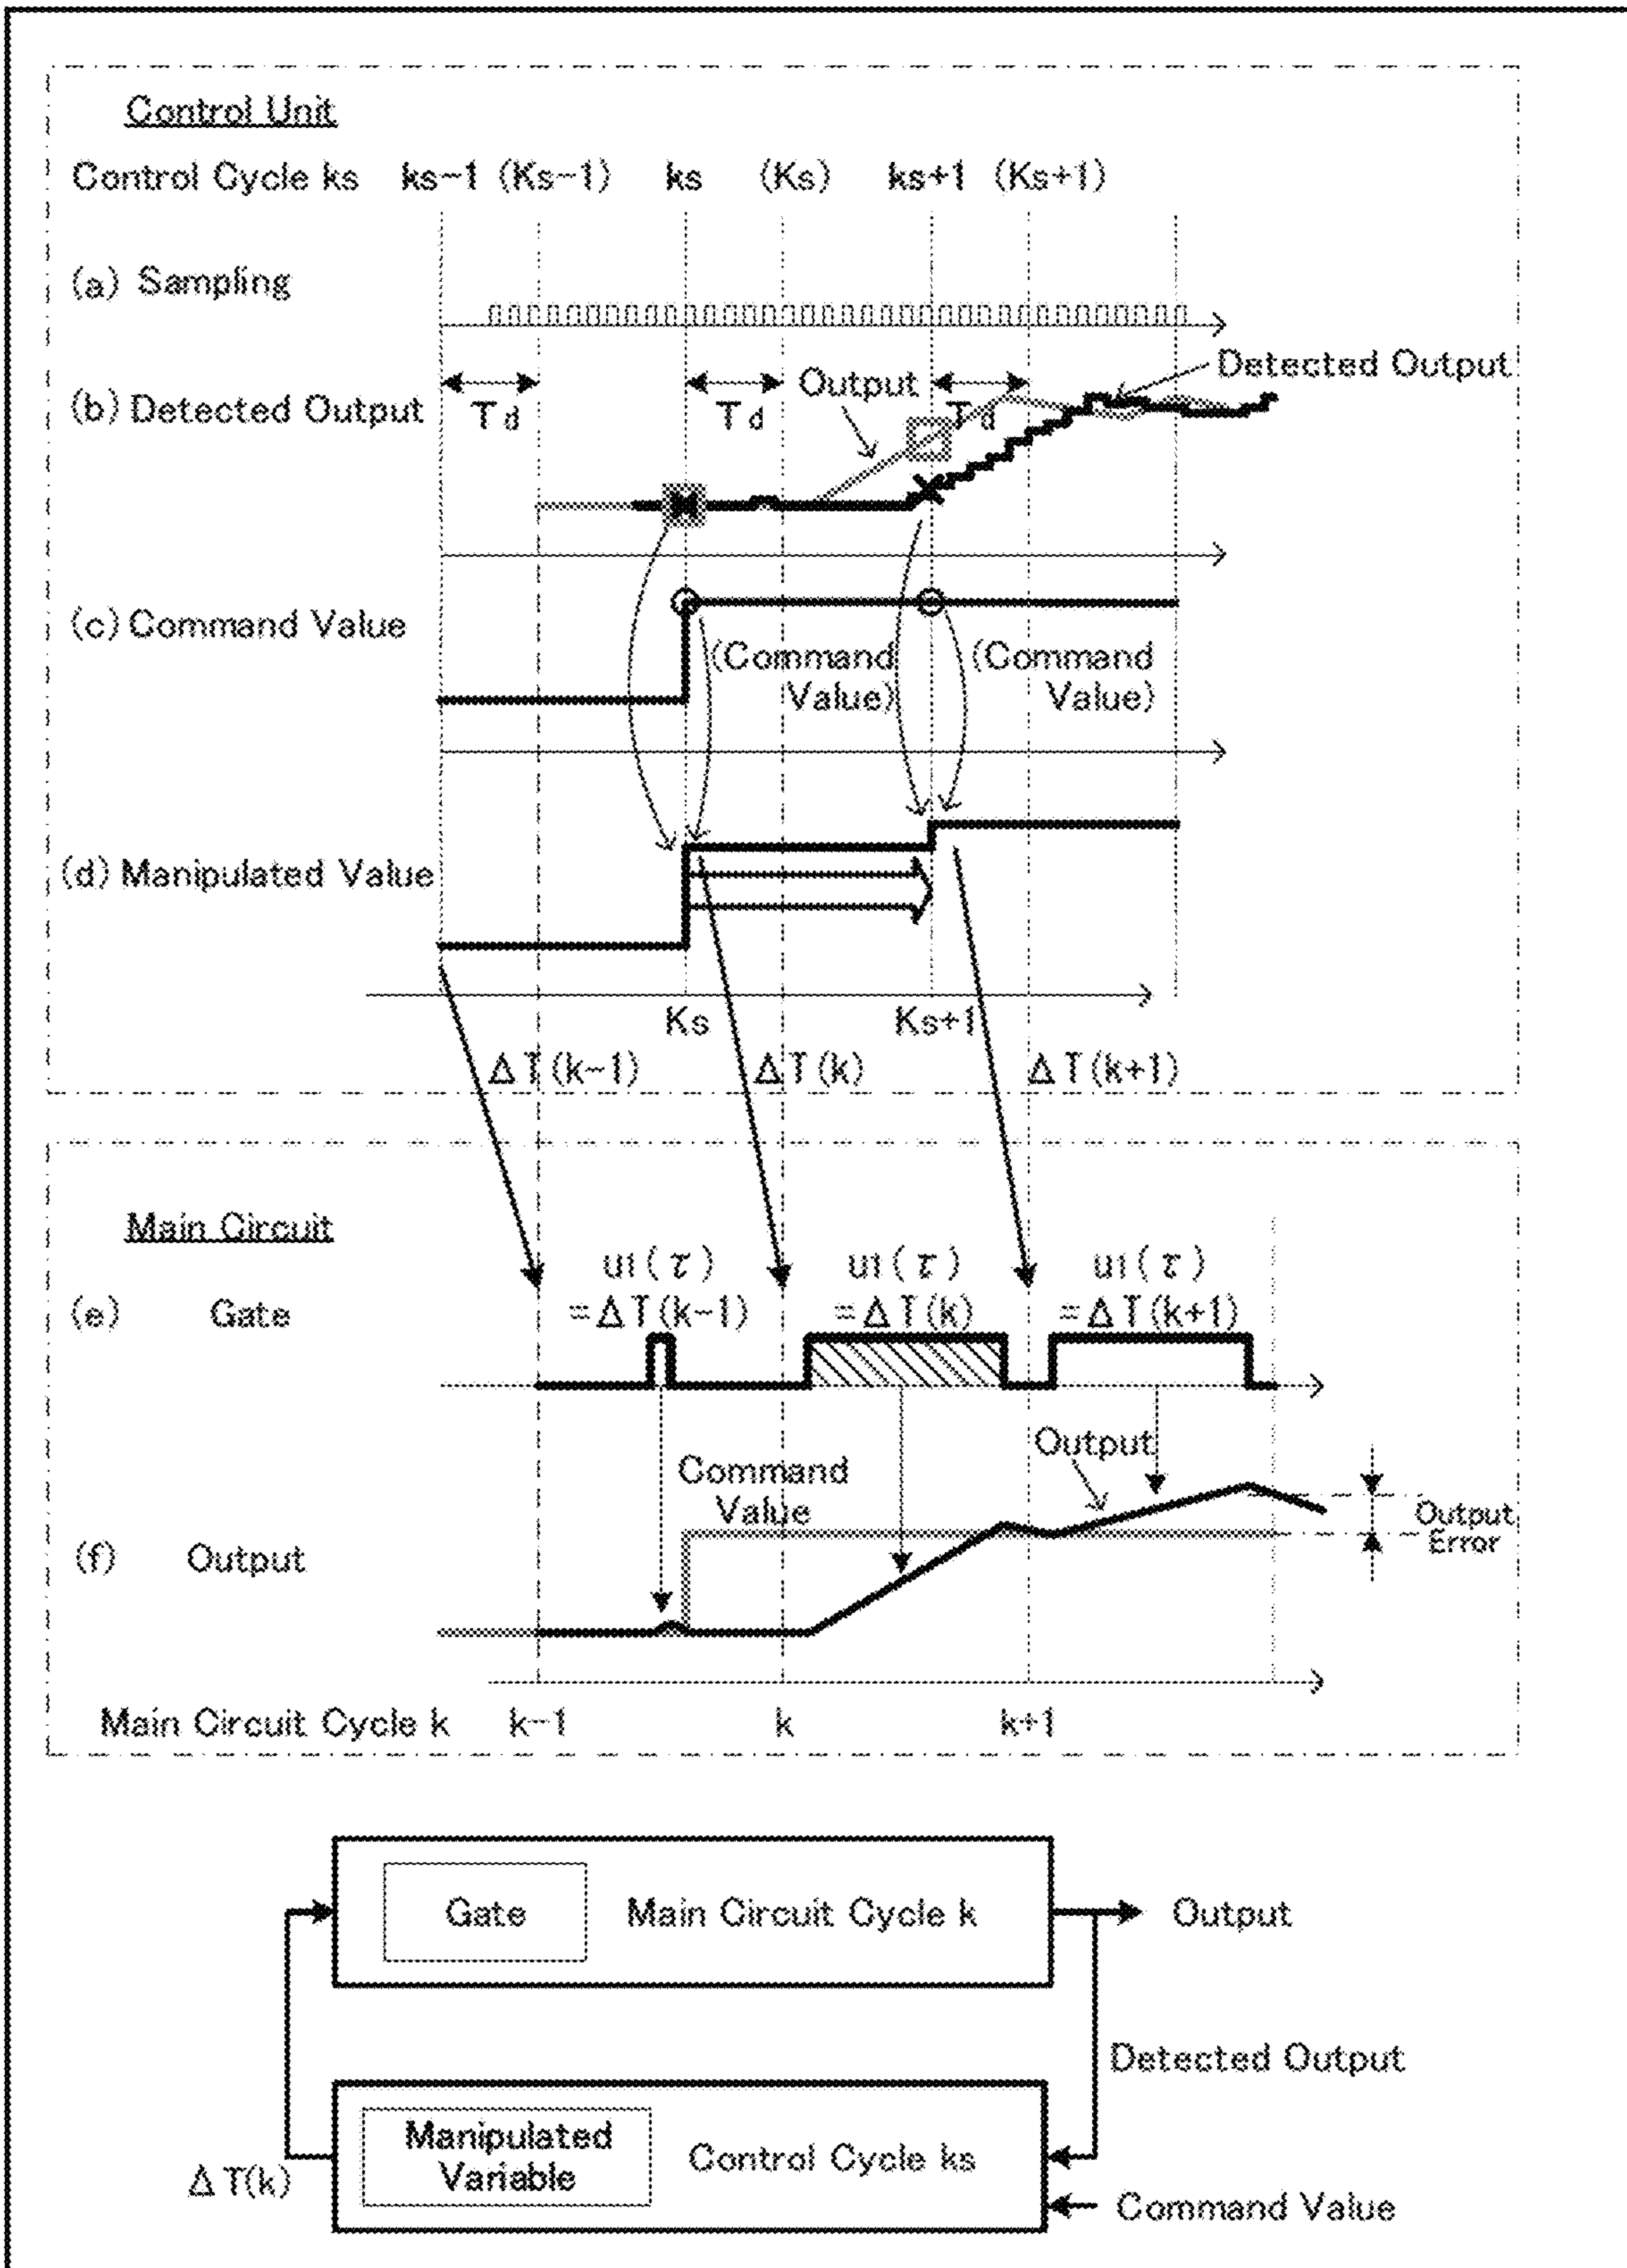 Control Unit
Control Cycle ks ks-1 (Ks-1) ks (Ks) ks+1 (Ks+1)
(a) Sampling
(b) Detected Output
Td
Td
Td
Output
Detected Output
(c) Command Value
(Command
Value)
(Command
Value)
(d) Manipulated Value
Ks
Ks+1
ΔT(k-1)
ΔT(k)
ΔT(k+1)
Main Circuit
(e) Gate
u1(τ)
=ΔT(k-1)
u1(τ)
=ΔT(k)
u1(τ)
=ΔT(k+1)
Command
Value
Output
Output
Error
(f) Output
Main Circuit Cycle k k-1 k k+1
Gate
Main Circuit Cycle k
Output
Detected Output
Manipulated
Variable
Control Cycle ks
ΔT(k)
Command Value